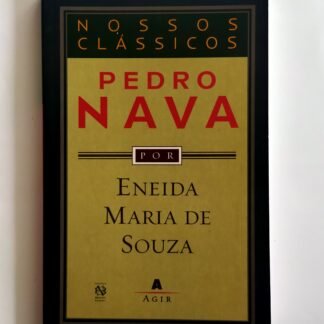 NOSSOS
CLÁSSICOS
PEDRO
NAVA
POR
ENEIDA
MARIA DE
SOUZA
A
AGIR